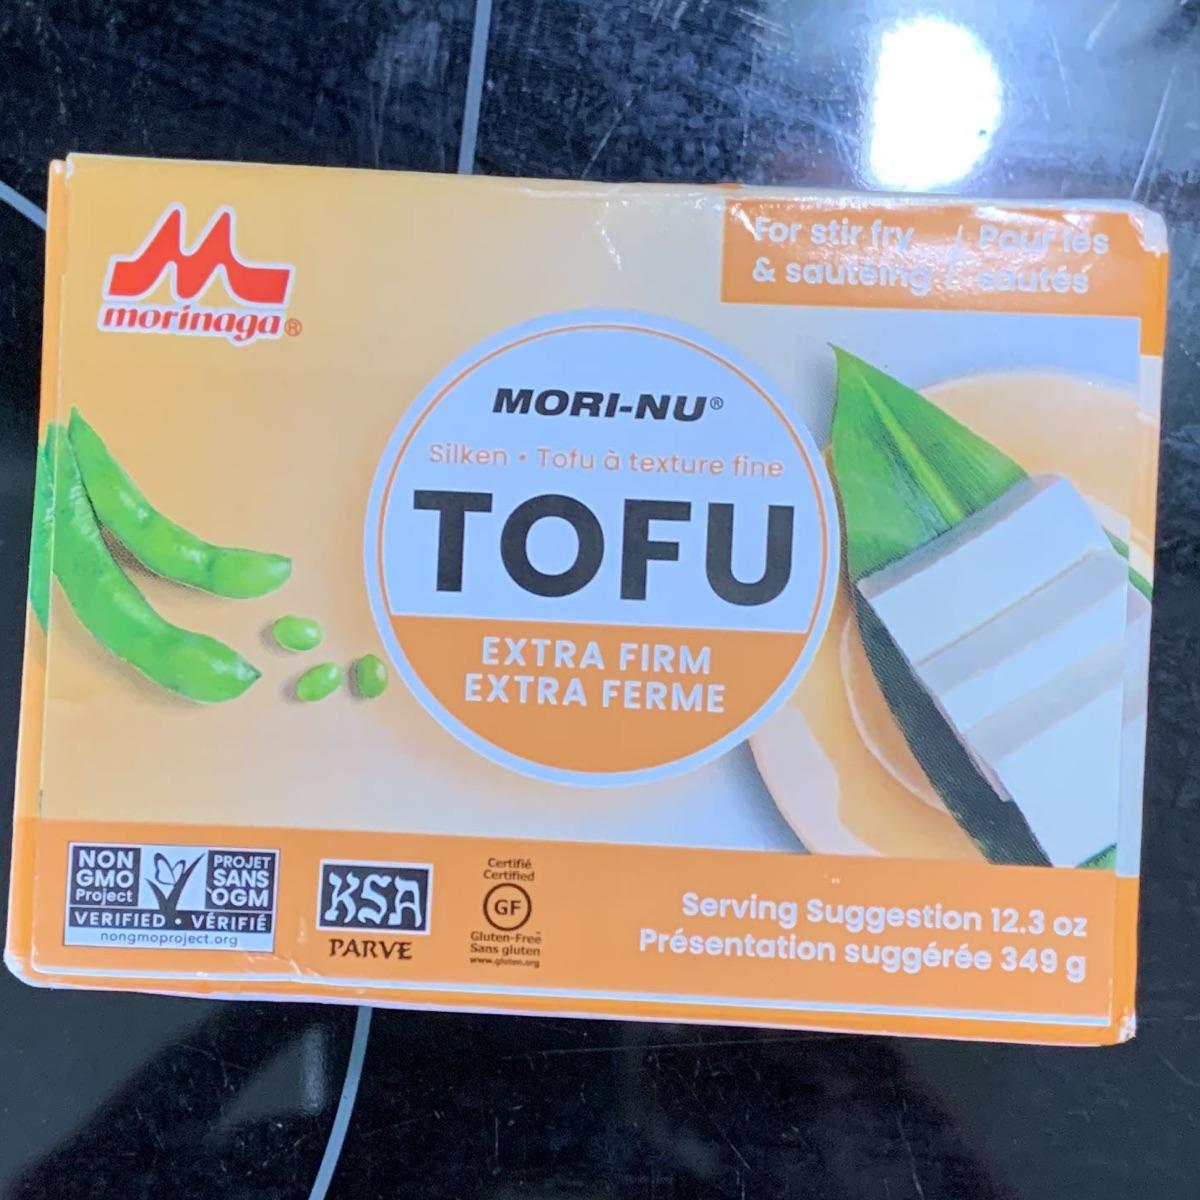 morinaga®
For stir fry / Pour les
& sautéing / sautés
MORI-NU®
Silken • Tofu à texture fine
TOFU
EXTRA FIRM
EXTRA FERME
NON
GMO
Project
PROJET
SANS
OGM
VERIFIED • VÉRIFIÉ
nongmoproject.org
KSA
PARVE
Certifié
Certified
GF
Gluten-Free
Sans gluten
www.gluten.org
Serving Suggestion 12.3 oz
Présentation suggérée 349 g